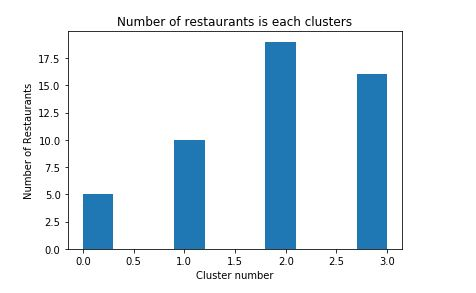 Number of restaurants is each clusters
17.5
15.0
12.5
10.0
7.5
5.0
2.5
0.0
Number of Restaurants
0.0 0.5 1.0 1.5 2.0 2.5 3.0
Cluster number